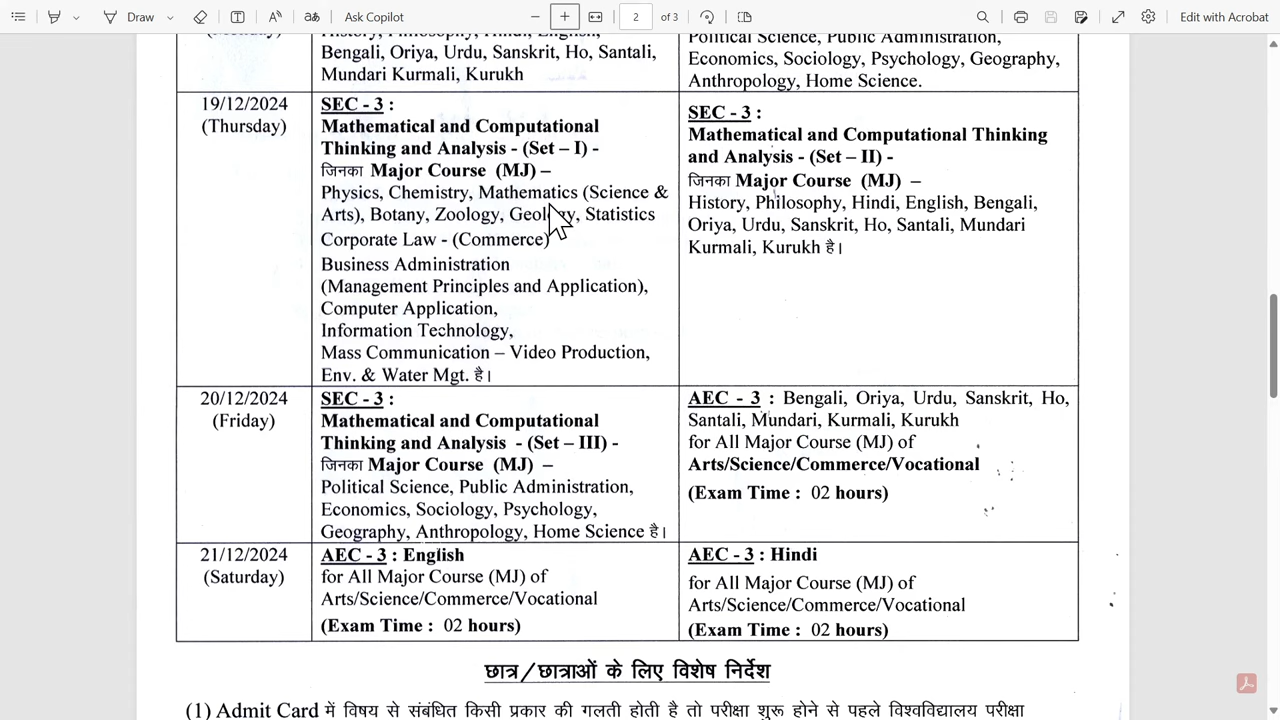 Draw
Ask Copilot
2 of 3
Edit with Acrobat
Bengali, Oriya, Urdu, Sanskrit, Ho, Santali,
Mundari Kurmali, Kurukh
Political Science, Public Administration,
Economics, Sociology, Psychology, Geography,
Anthropology, Home Science.
19/12/2024
(Thursday)
SEC - 3 :
Mathematical and Computational
Thinking and Analysis - (Set – I) -
जिनका Major Course (MJ) –
Physics, Chemistry, Mathematics (Science &
Arts), Botany, Zoology, Geology, Statistics
Corporate Law - (Commerce)
Business Administration
(Management Principles and Application),
Computer Application,
Information Technology,
Mass Communication – Video Production,
Env. & Water Mgt. है।
SEC - 3 :
Mathematical and Computational Thinking
and Analysis - (Set – II) -
जिनका Major Course (MJ) –
History, Philosophy, Hindi, English, Bengali,
Oriya, Urdu, Sanskrit, Ho, Santali, Mundari
Kurmali, Kurukh है।
20/12/2024
(Friday)
SEC - 3 :
Mathematical and Computational
Thinking and Analysis - (Set – III) -
जिनका Major Course (MJ) –
Political Science, Public Administration,
Economics, Sociology, Psychology,
Geography, Anthropology, Home Science है।
AEC - 3 : Bengali, Oriya, Urdu, Sanskrit, Ho,
Santali, Mundari, Kurmali, Kurukh
for All Major Course (MJ) of
Arts/Science/Commerce/Vocational
(Exam Time : 02 hours)
21/12/2024
(Saturday)
AEC - 3 : English
for All Major Course (MJ) of
Arts/Science/Commerce/Vocational
(Exam Time : 02 hours)
AEC - 3 : Hindi
for All Major Course (MJ) of
Arts/Science/Commerce/Vocational
(Exam Time : 02 hours)
छात्र/छात्राओं के लिए विशेष निर्देश
(1) Admit Card में विषय से संबंधित किसी प्रकार की गलती होती है तो परीक्षा शुरू होने से पहले विश्वविद्यालय परीक्षा